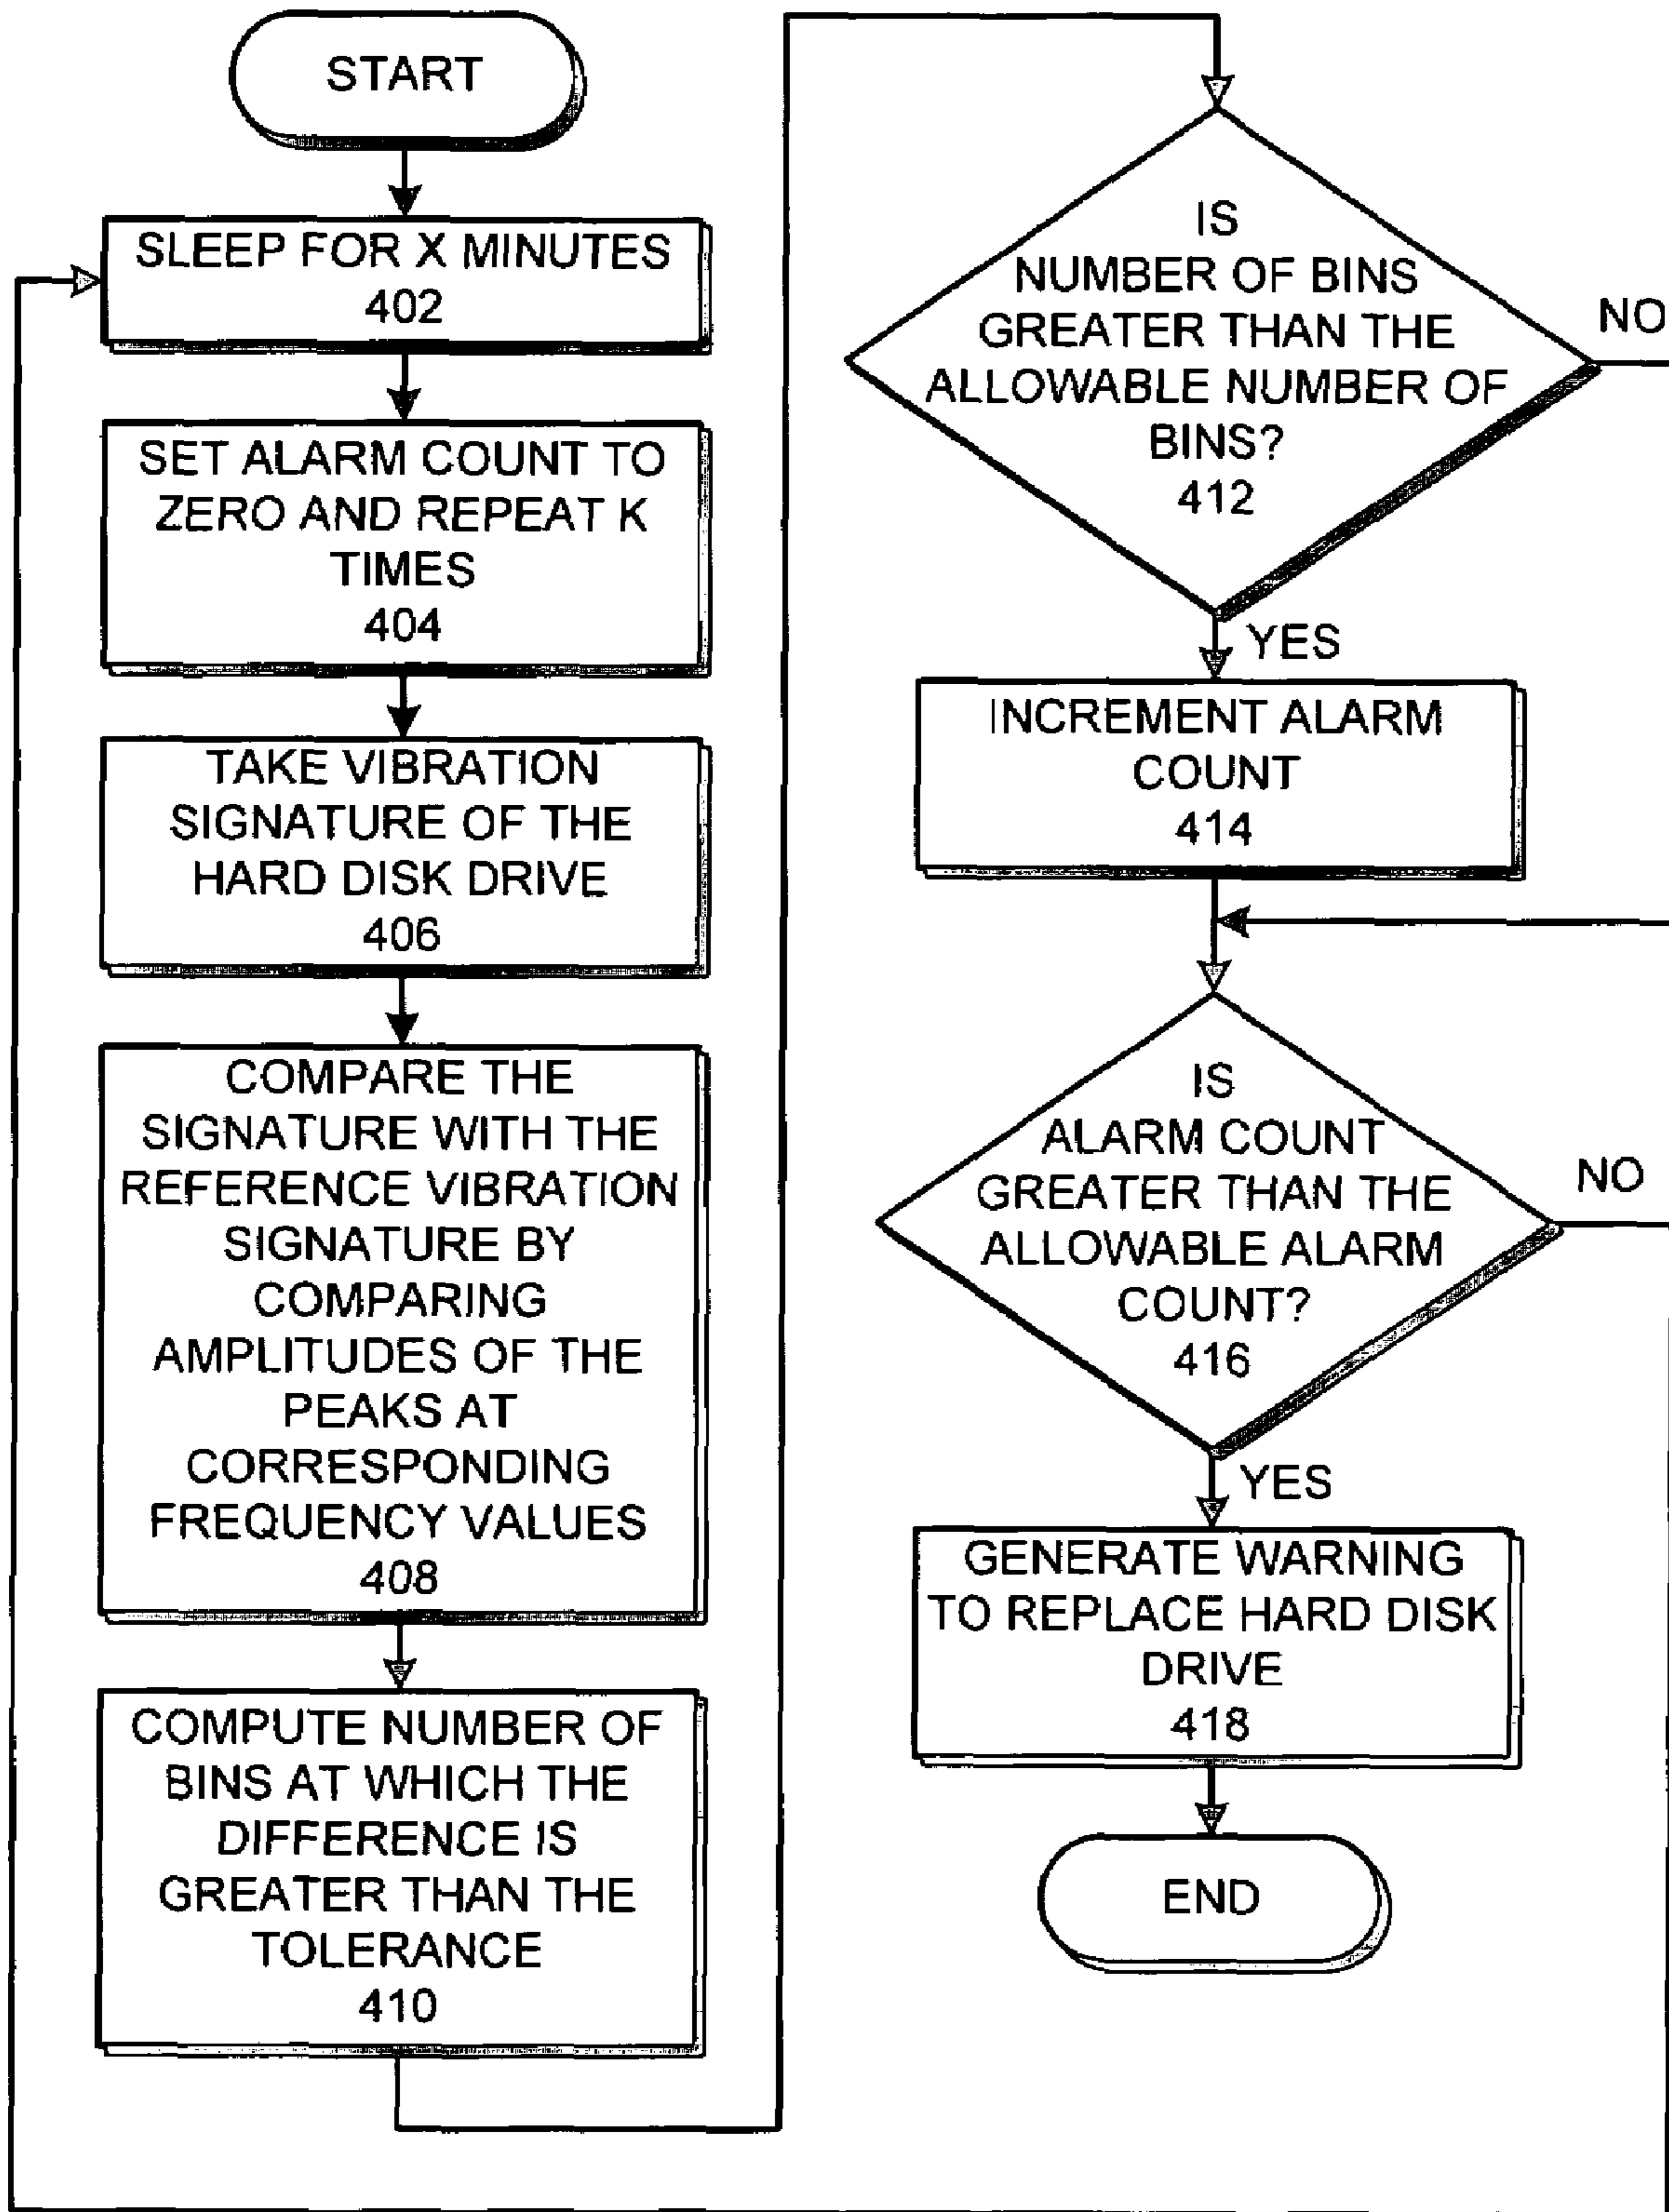 START
SLEEP FOR X MINUTES
402
SET ALARM COUNT TO
ZERO AND REPEAT K
TIMES
404
TAKE VIBRATION
SIGNATURE OF THE
HARD DISK DRIVE
406
COMPARE THE
SIGNATURE WITH THE
REFERENCE VIBRATION
SIGNATURE BY
COMPARING
AMPLITUDES OF THE
PEAKS AT
CORRESPONDING
FREQUENCY VALUES
408
COMPUTE NUMBER OF
BINS AT WHICH THE
DIFFERENCE IS
GREATER THAN THE
TOLERANCE
410
IS
NUMBER OF BINS
GREATER THAN THE
ALLOWABLE NUMBER OF
BINS?
412
NO
YES
INCREMENT ALARM
COUNT
414
IS
ALARM COUNT
GREATER THAN THE
ALLOWABLE ALARM
COUNT?
416
NO
YES
GENERATE WARNING
TO REPLACE HARD DISK
DRIVE
418
END